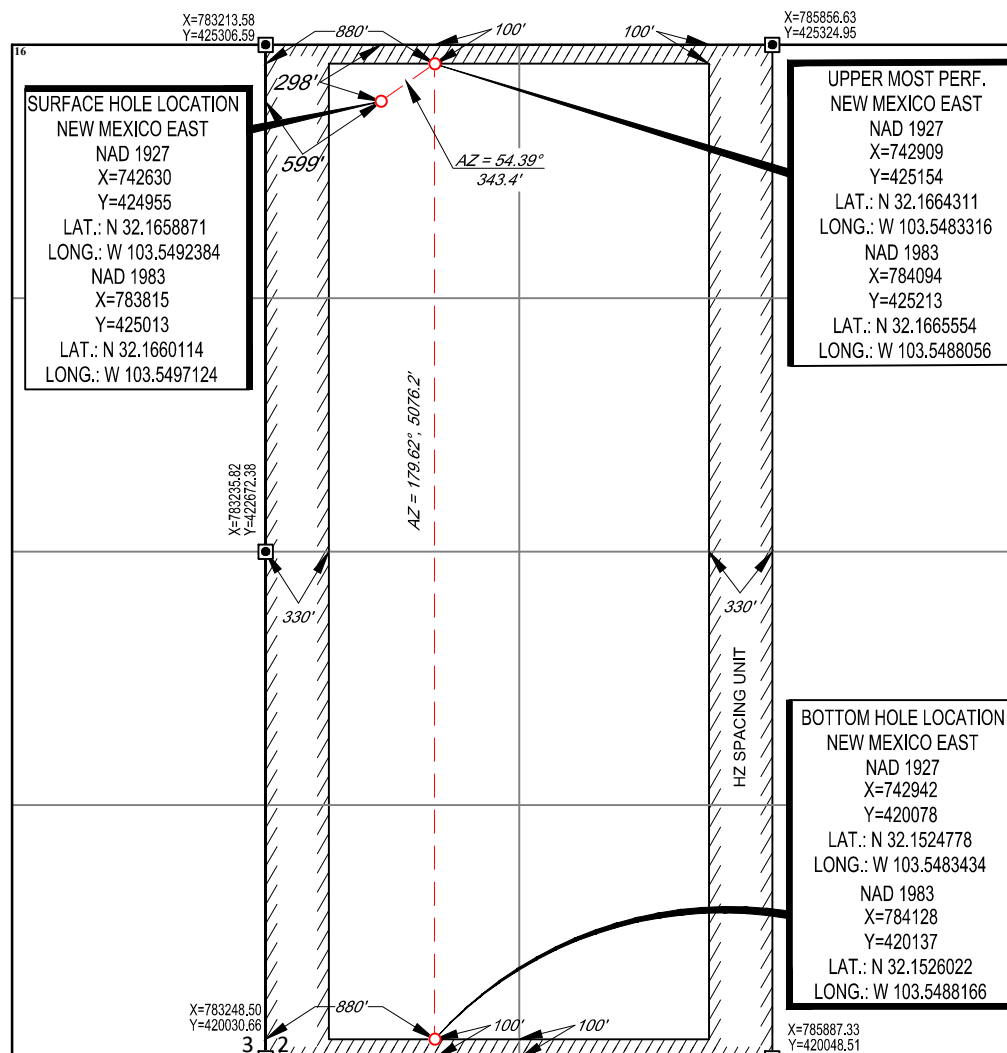 X=783213.58
Y=425306.59
X=785856.63
Y=425324.95
16
880'
100'
100'
298'
599'
SURFACE HOLE LOCATION
NEW MEXICO EAST
NAD 1927
X=742630
Y=424955
LAT.: N 32.1658871
LONG.: W 103.5492384
NAD 1983
X=783815
Y=425013
LAT.: N 32.1660114
LONG.: W 103.5497124
AZ = 54.39°
343.4'
UPPER MOST PERF.
NEW MEXICO EAST
NAD 1927
X=742909
Y=425154
LAT.: N 32.1664311
LONG.: W 103.5483316
NAD 1983
X=784094
Y=425213
LAT.: N 32.1665554
LONG.: W 103.5488056
AZ = 179.62°, 5076.2'
X=783235.82
Y=422672.38
330'
330'
HZ SPACING UNIT
BOTTOM HOLE LOCATION
NEW MEXICO EAST
NAD 1927
X=742942
Y=420078
LAT.: N 32.1524778
LONG.: W 103.5483434
NAD 1983
X=784128
Y=420137
LAT.: N 32.1526022
LONG.: W 103.5488166
X=783248.50
Y=420030.66
880'
100'
100'
3 2
X=785887.33
Y=420048.51